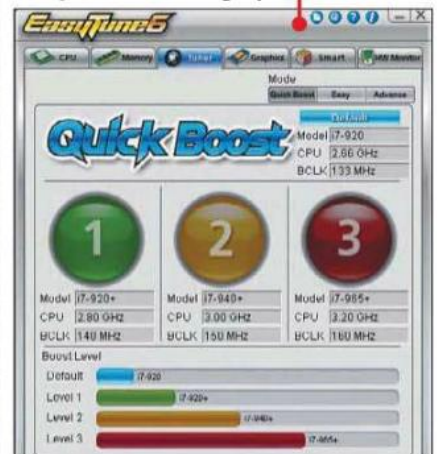 EasyTune6
CPU Memory Tuner Graphics Smart HW Monitor
Mode
Quick Boost Easy Advance
Quick Boost
Default
Model i7-920
CPU 2.66 GHz
BCLK 133 MHz
1 2 3
Model i7-920+ Model i7-940+ Model i7-965+
CPU 2.80 GHz CPU 3.00 GHz CPU 3.20 GHz
BCLK 140 MHz BCLK 150 MHz BCLK 160 MHz
Boost Level
Default i7-920
Level 1 i7-920+
Level 2 i7-940+
Level 3 i7-965+